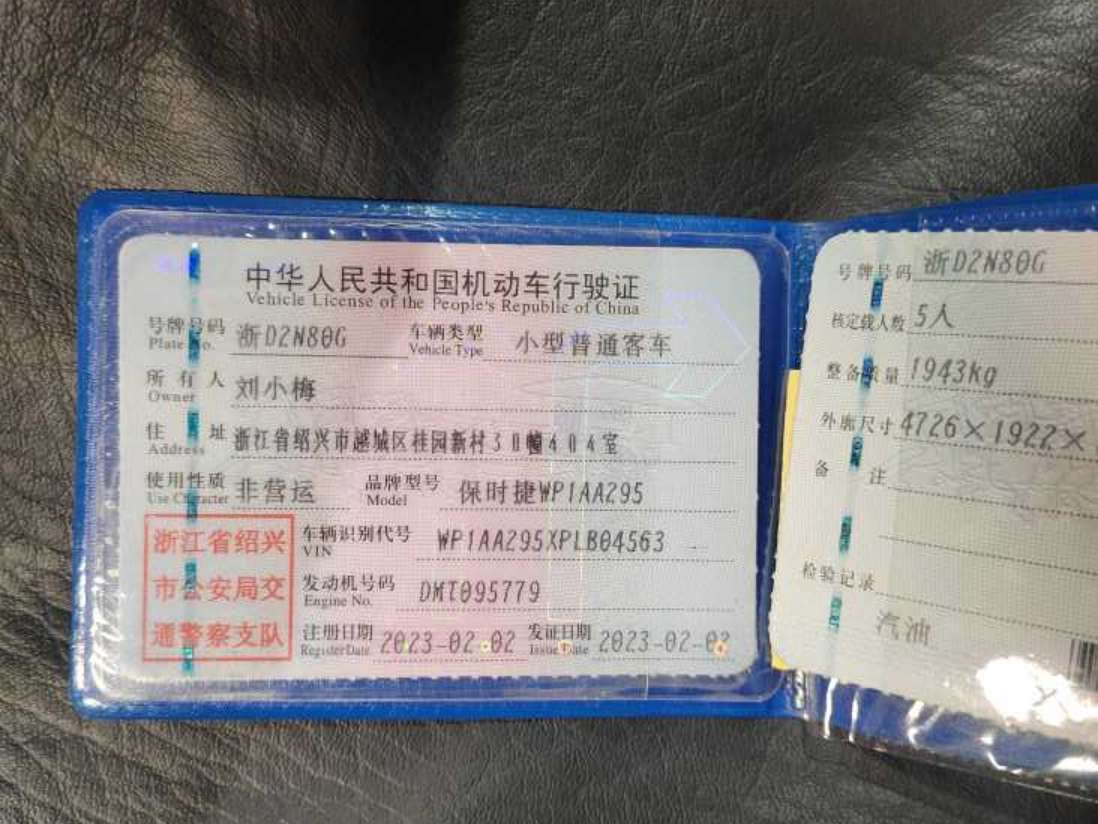 中华人民共和国机动车行驶证
Vehicle License of the People's Republic of China
号牌号码 浙D2N80G 车辆类型 小型普通客车
Plate No. Vehicle Type
所有人 刘小梅
Owner
住址 浙江省绍兴市越城区桂园新村30幢404室
Address
使用性质 非营运 品牌型号 保时捷WP1AA295
Use Character Model
浙江省绍兴
市公安局交
通警察支队
车辆识别代号 WP1AA295XPLB04563
VIN
发动机号码 DMT095779
Engine No.
注册日期 2023-02-02 发证日期 2023-02-02
Register Date Issue Date
号牌号码 浙D2N80G
核定载人数 5人
整备质量 1943kg
外廓尺寸 4726×1922×
备注
检验记录
汽油